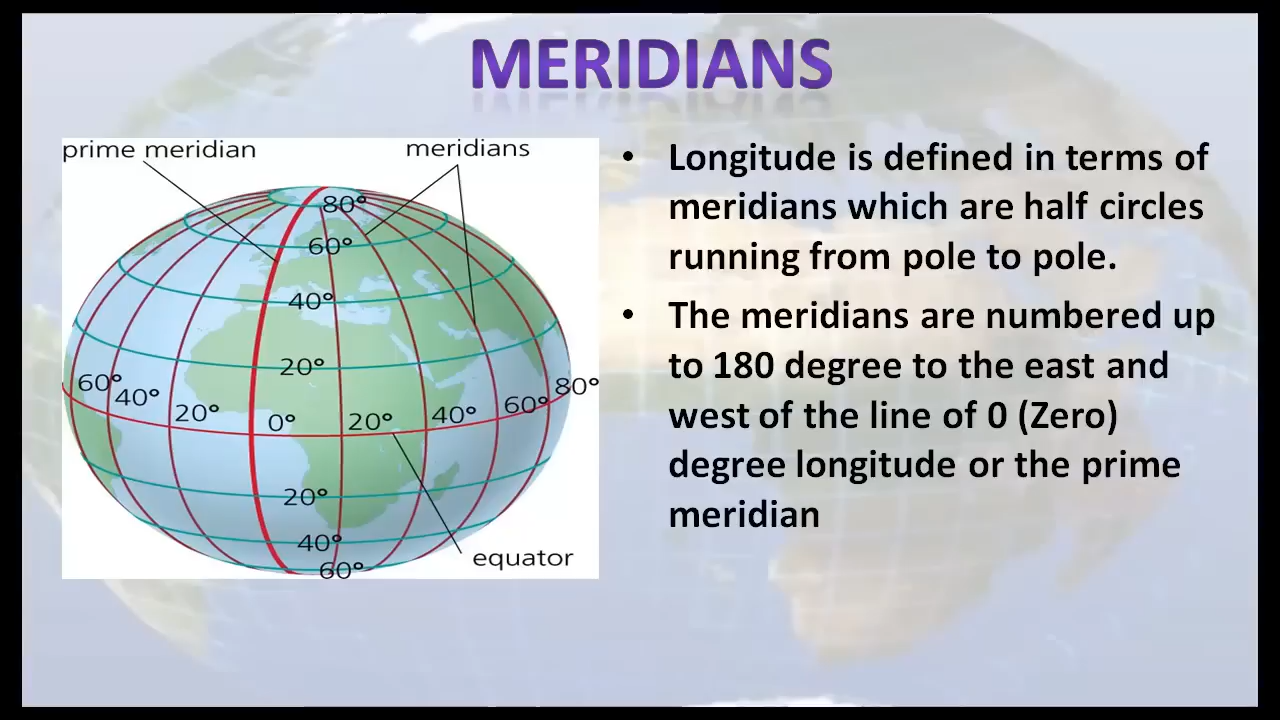 MERIDIANS
prime meridian
meridians
80°
60°
40°
20°
60°
40°
20°
0°
20°
40°
60°
80°
20°
40°
60°
equator
• Longitude is defined in terms of
meridians which are half circles
running from pole to pole.
• The meridians are numbered up
to 180 degree to the east and
west of the line of 0 (Zero)
degree longitude or the prime
meridian